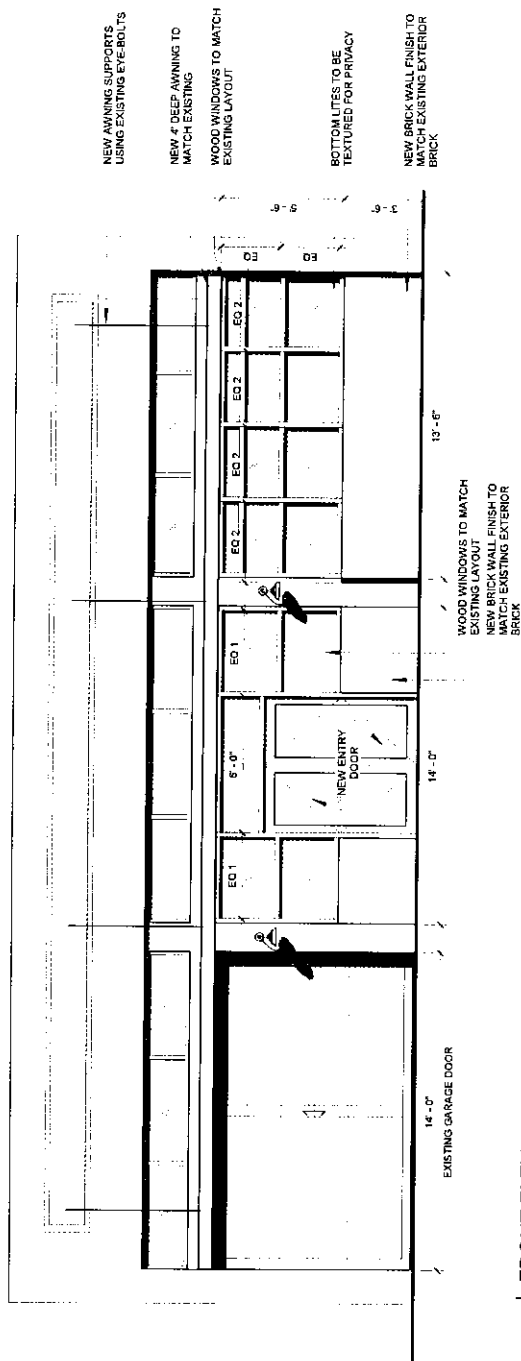 NEW AWNING SUPPORTS
USING EXISTING EYE-BOLTS
NEW 4' DEEP AWNING TO
MATCH EXISTING
WOOD WINDOWS TO MATCH
EXISTING LAYOUT
BOTTOM LITES TO BE
TEXTURED FOR PRIVACY
NEW BRICK WALL FINISH TO
MATCH EXISTING EXTERIOR
BRICK
5' - 6"
3' - 6"
EQ
EQ
EQ 1
6' - 0"
EQ 1
EQ 2
EQ 2
EQ 2
EQ 2
NEW ENTRY
DOOR
14' - 0"
14' - 0"
13' - 6"
EXISTING GARAGE DOOR
WOOD WINDOWS TO MATCH
EXISTING LAYOUT
NEW BRICK WALL FINISH TO
MATCH EXISTING EXTERIOR
BRICK